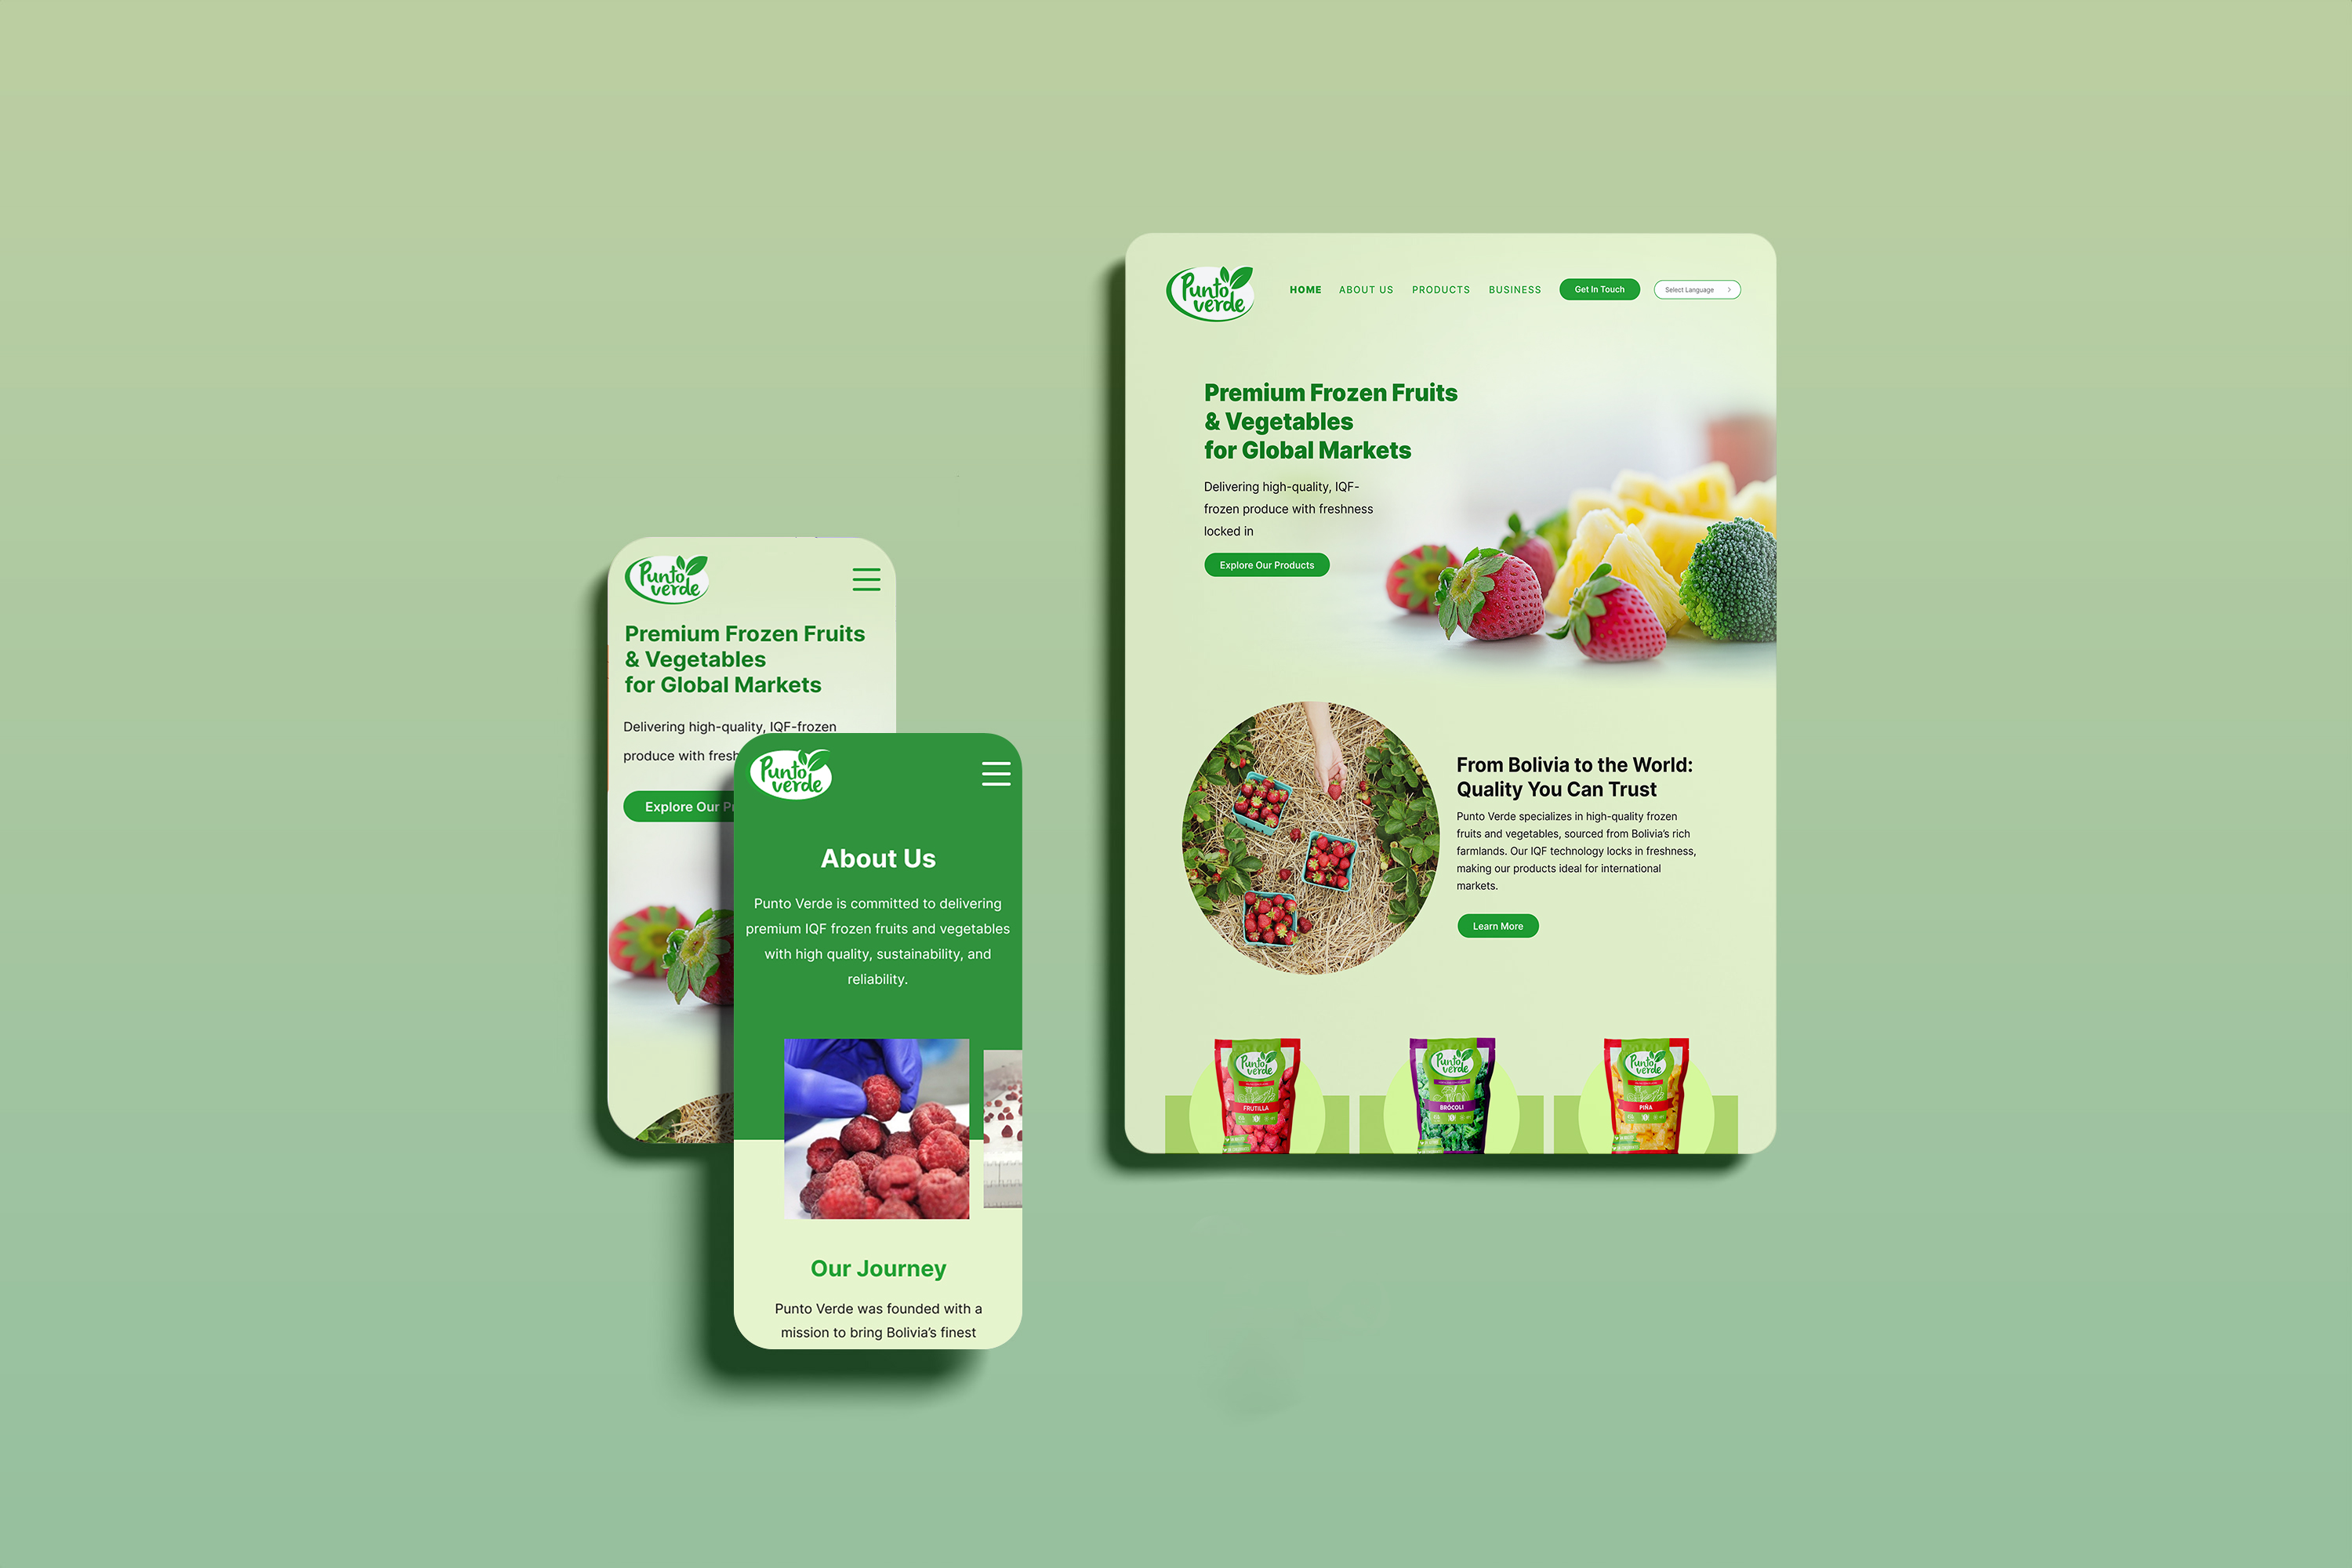 Punto
verde
Premium Frozen Fruits
& Vegetables
for Global Markets
Delivering high-quality, IQF-frozen
produce with fresh
Explore Our Pr
Punto
verde
About Us
Punto Verde is committed to delivering
premium IQF frozen fruits and vegetables
with high quality, sustainability, and
reliability.
Our Journey
Punto Verde was founded with a
mission to bring Bolivia's finest
Punto
verde
HOME ABOUT US PRODUCTS BUSINESS Get In Touch Select Language
Premium Frozen Fruits
& Vegetables
for Global Markets
Delivering high-quality, IQF-
frozen produce with freshness
locked in
Explore Our Products
From Bolivia to the World:
Quality You Can Trust
Punto Verde specializes in high-quality frozen
fruits and vegetables, sourced from Bolivia's rich
farmlands. Our IQF technology locks in freshness,
making our products ideal for international
markets.
Learn More
Punto
verde
FRUTILLA
Punto
verde
BRÓCOLI
Punto
verde
PIÑA